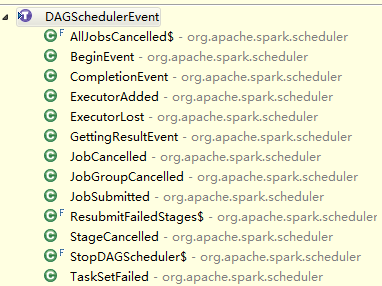 DAGSchedulerEvent
AllJobsCancelled$ - org.apache.spark.scheduler
BeginEvent - org.apache.spark.scheduler
CompletionEvent - org.apache.spark.scheduler
ExecutorAdded - org.apache.spark.scheduler
ExecutorLost - org.apache.spark.scheduler
GettingResultEvent - org.apache.spark.scheduler
JobCancelled - org.apache.spark.scheduler
JobGroupCancelled - org.apache.spark.scheduler
JobSubmitted - org.apache.spark.scheduler
ResubmitFailedStages$ - org.apache.spark.scheduler
StageCancelled - org.apache.spark.scheduler
StopDAGScheduler$ - org.apache.spark.scheduler
TaskSetFailed - org.apache.spark.scheduler